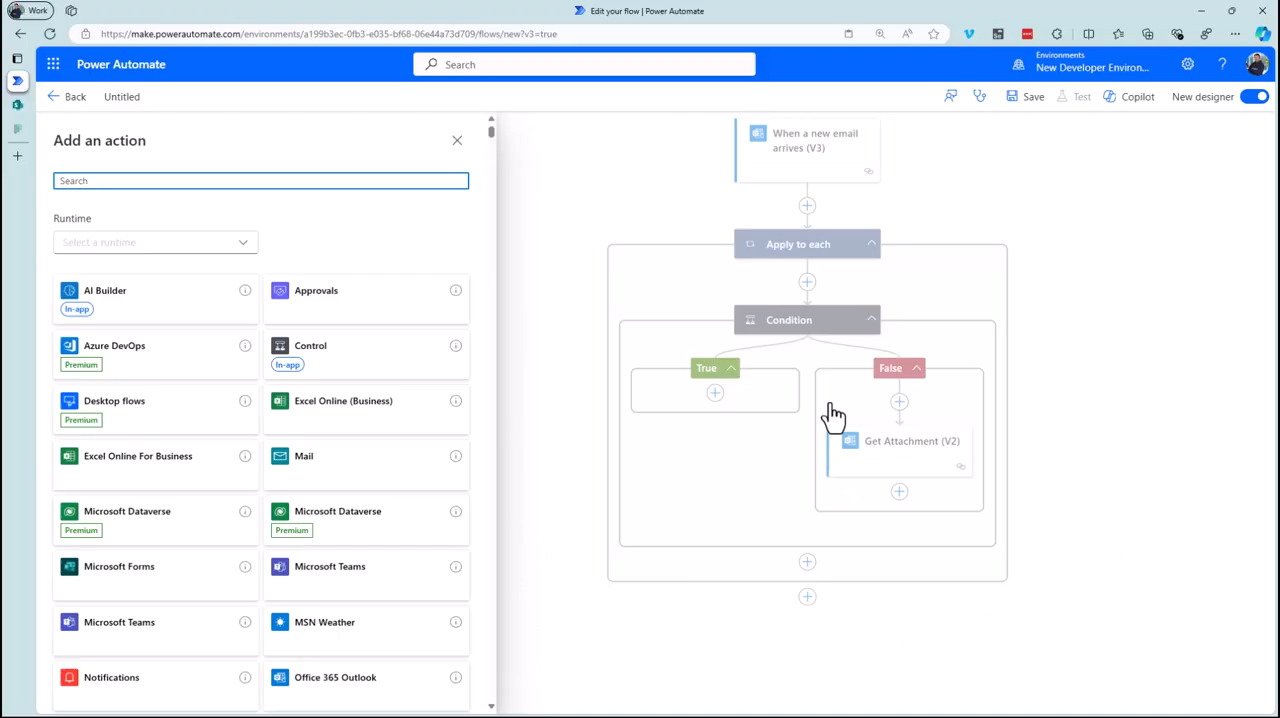 Work
Edit your flow | Power Automate
https://make.powerautomate.com/environments/a199b3ec-0fb3-e035-bf68-06e44a73d709/flows/new?v3=true
Power Automate
Search
Environments
New Developer Environ...
Back
Untitled
Save
Test
Copilot
New designer
Add an action
Search
Runtime
Select a runtime
AI Builder
In-app
Approvals
Azure DevOps
Premium
Control
In-app
Desktop flows
Premium
Excel Online (Business)
Excel Online For Business
Mail
Microsoft Dataverse
Premium
Microsoft Dataverse
Premium
Microsoft Forms
Microsoft Teams
Microsoft Teams
MSN Weather
Notifications
Office 365 Outlook
When a new email
arrives (V3)
Apply to each
Condition
True
False
Get Attachment (V2)